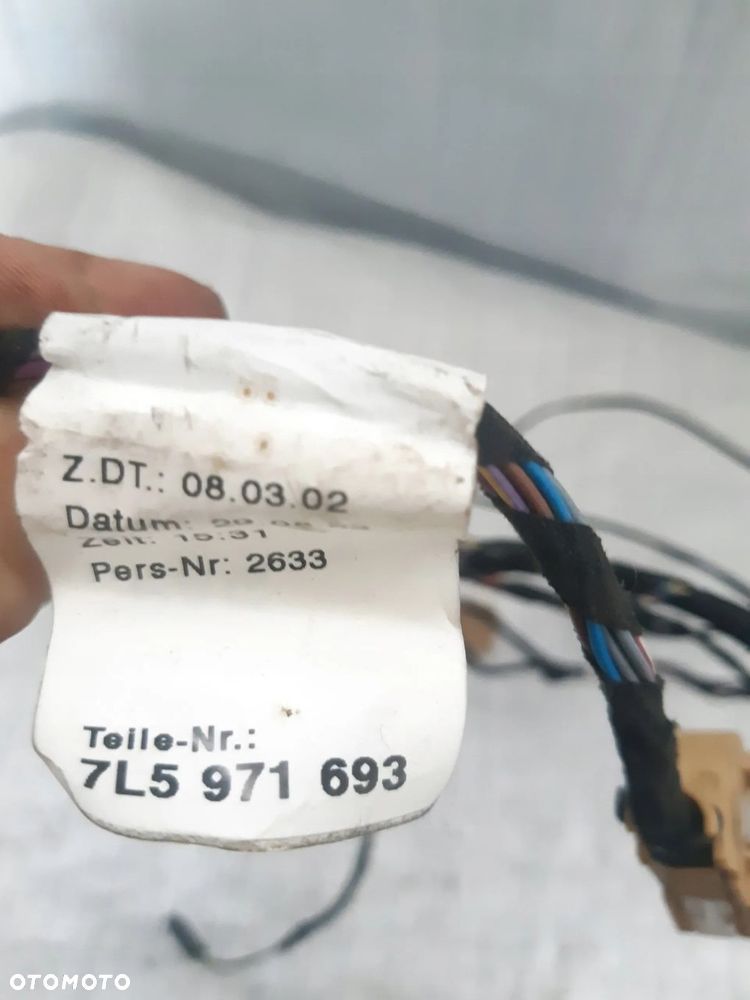 Z.DT.: 08.03.02
Datum:
Zeit: 15:31
Pers-Nr: 2633
Teile-Nr.:
7L5 971 693
OTOMOTO